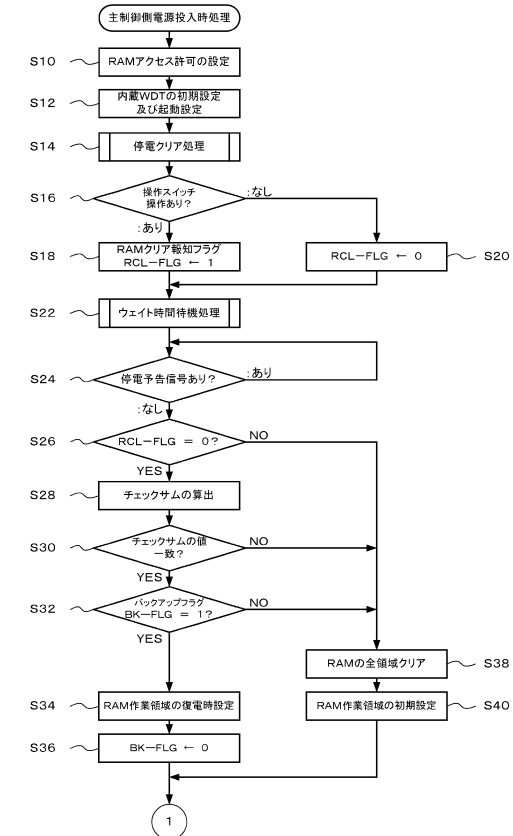 主制御側電源投入時処理
S10
RAMアクセス許可の設定
S12
内蔵WDTの初期設定
及び起動設定
S14
停電クリア処理
S16
操作スイッチ
操作あり?
:なし
:あり
S18
RAMクリア報知フラグ
RCL-FLG ← 1
RCL-FLG ← 0
S20
S22
ウェイト時間待機処理
S24
停電予告信号あり?
:あり
:なし
S26
RCL-FLG = 0?
NO
YES
S28
チェックサムの算出
S30
チェックサムの値
一致?
NO
YES
S32
バックアップフラグ
BK-FLG = 1?
NO
YES
RAMの全領域クリア
S38
S34
RAM作業領域の復電時設定
RAM作業領域の初期設定
S40
S36
BK-FLG ← 0
1